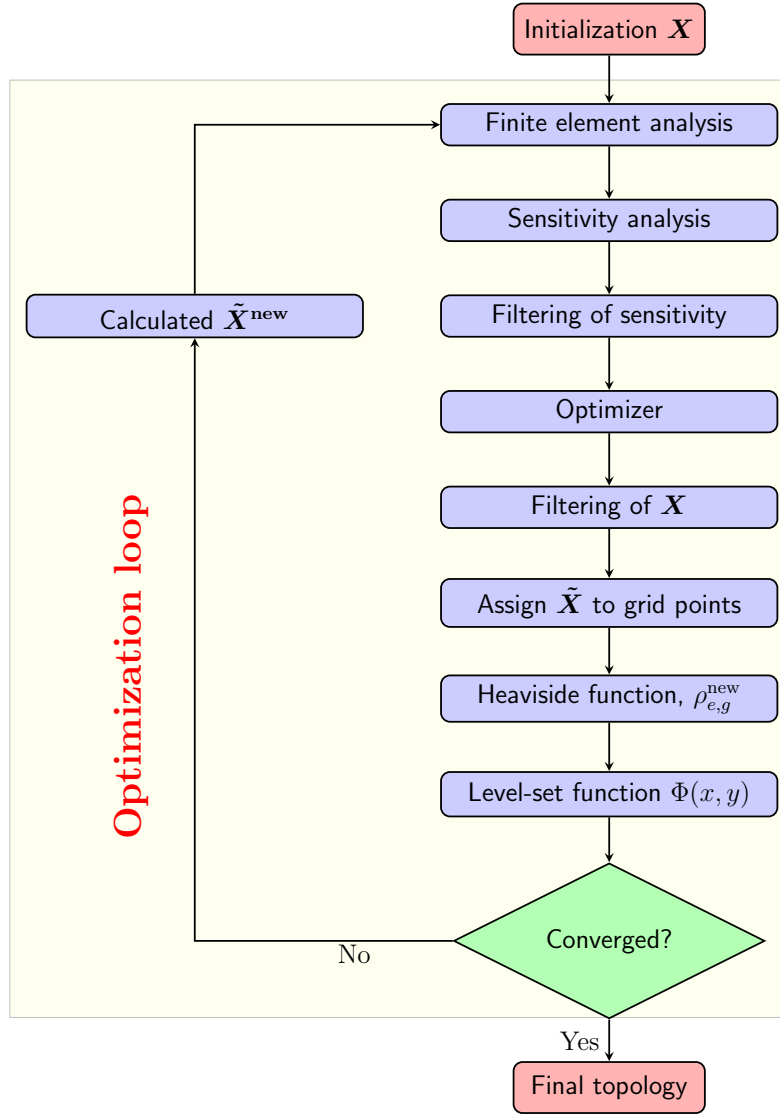 Initialization X
Finite element analysis
Sensitivity analysis
Calculated X̃^new
Filtering of sensitivity
Optimizer
Filtering of X
Optimization loop
Assign X̃ to grid points
Heaviside function, ρ_{e,g}^{new}
Level-set function Φ(x, y)
Converged?
No
Yes
Final topology